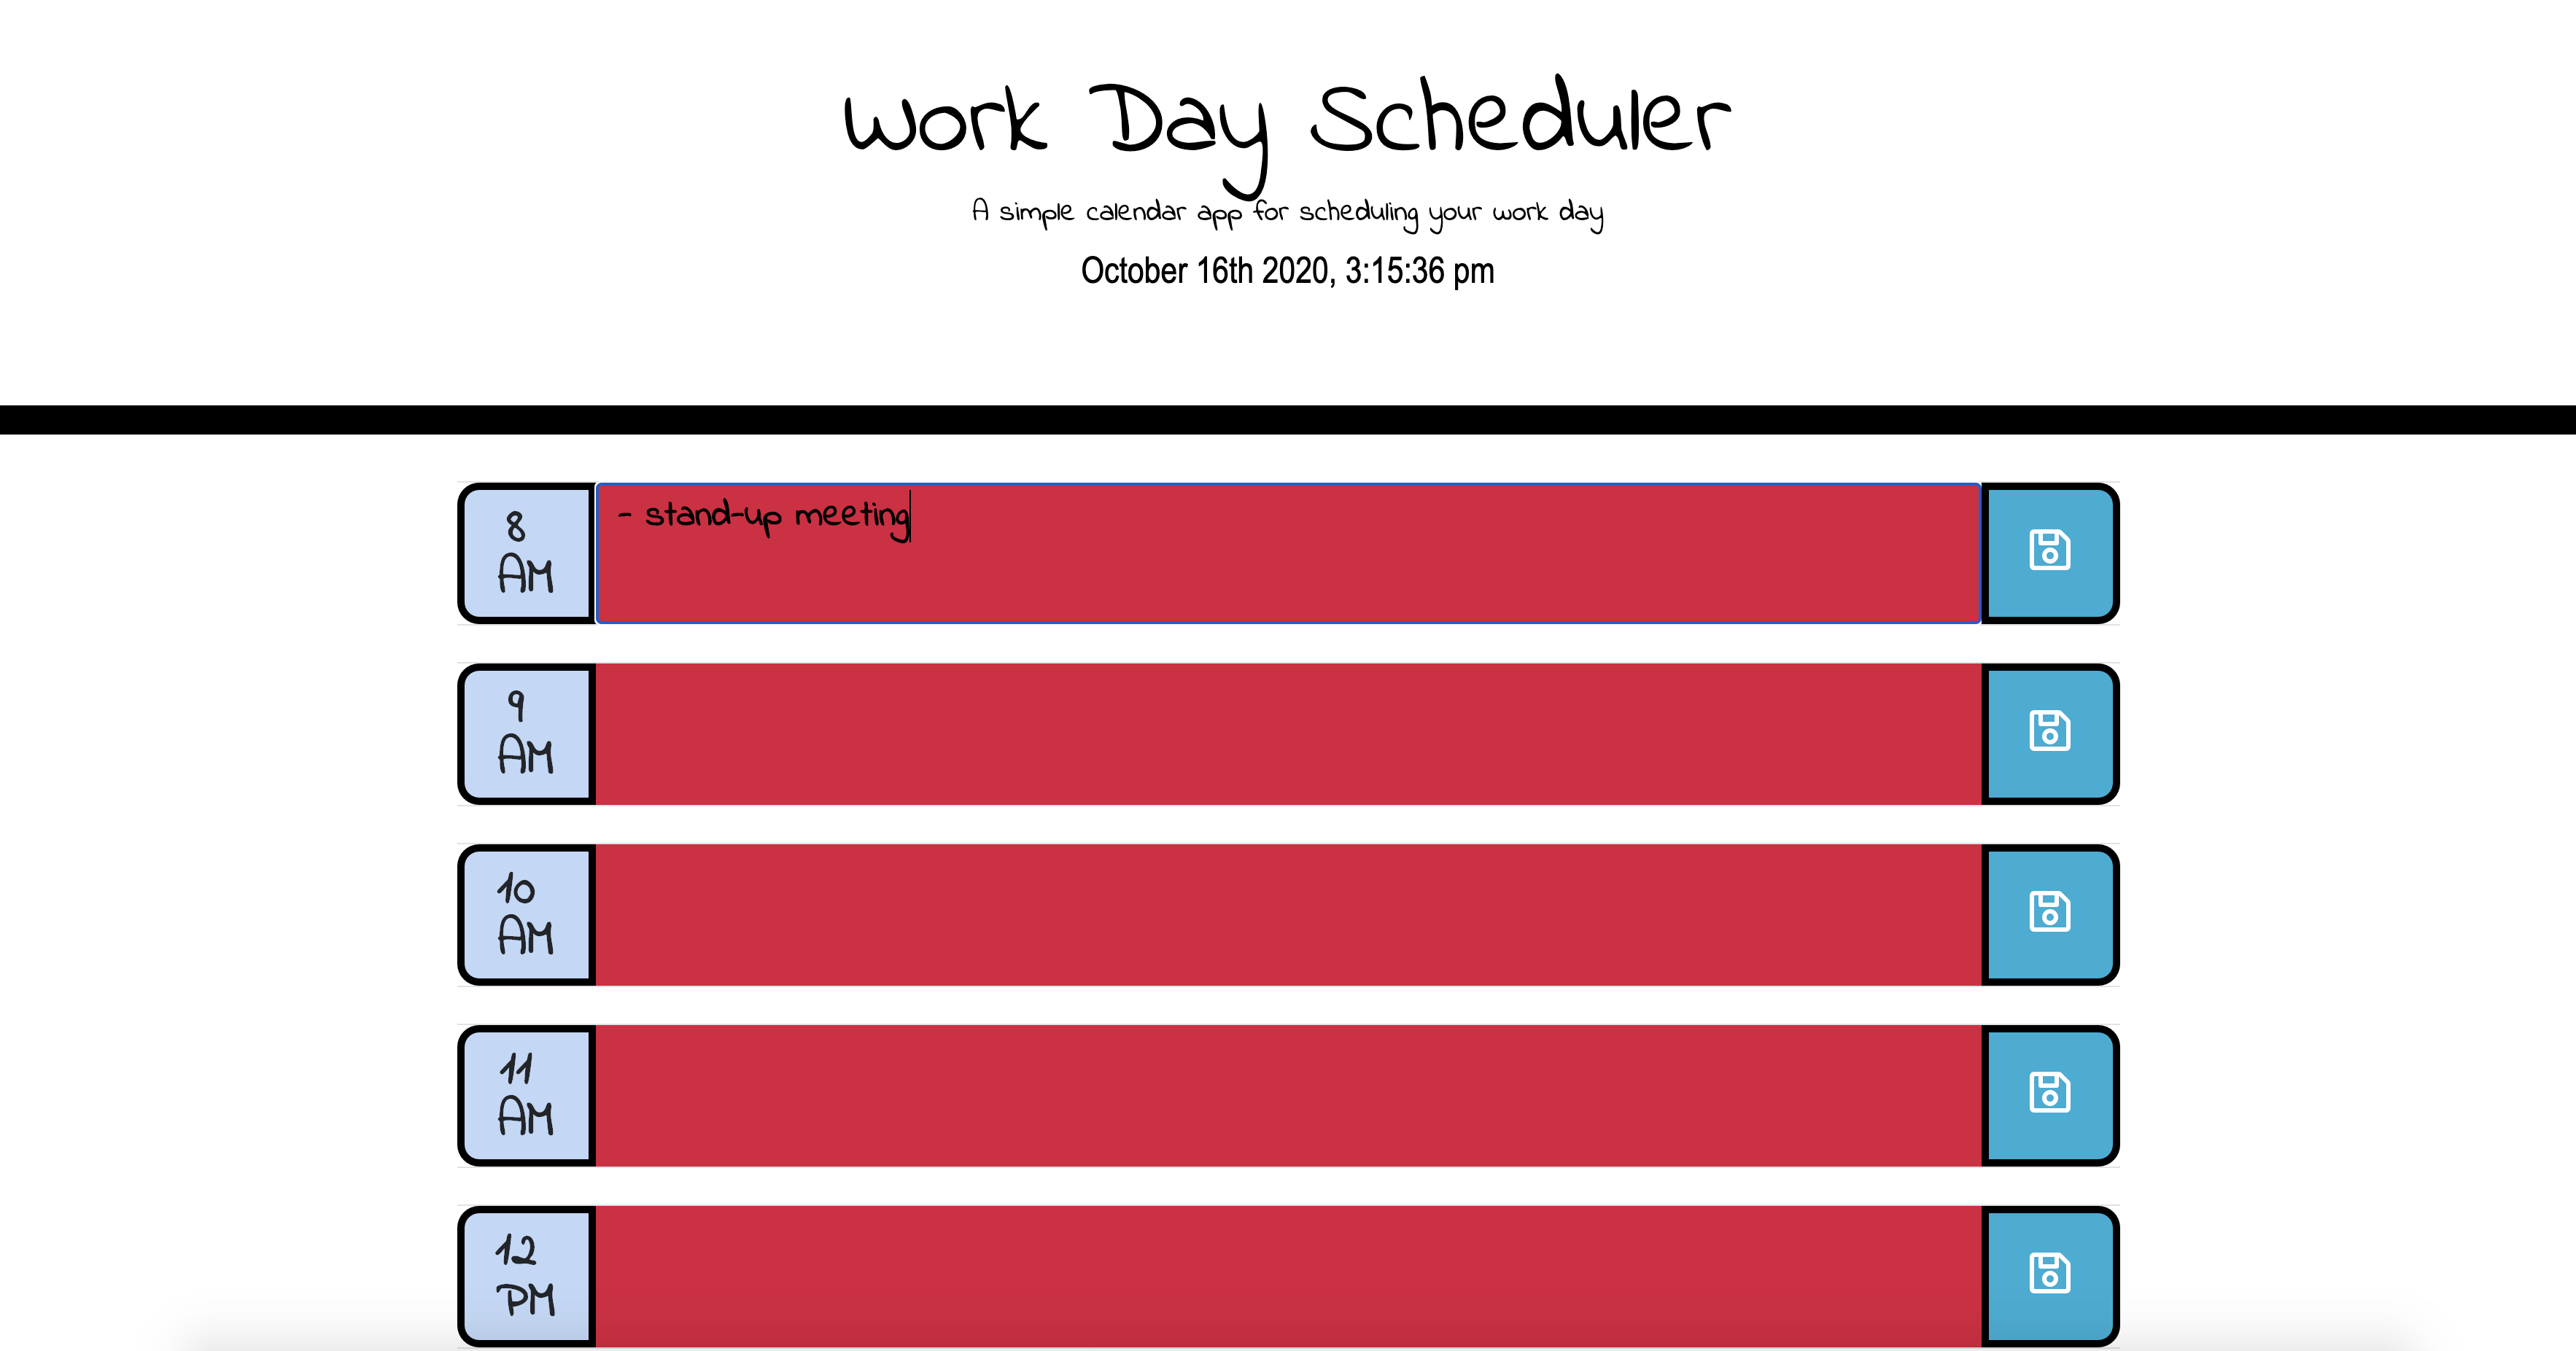 Work Day Scheduler
A simple calendar app for scheduling your work day
October 16th 2020, 3:15:36 pm
8
AM
- stand-up meeting
9
AM
10
AM
11
AM
12
PM